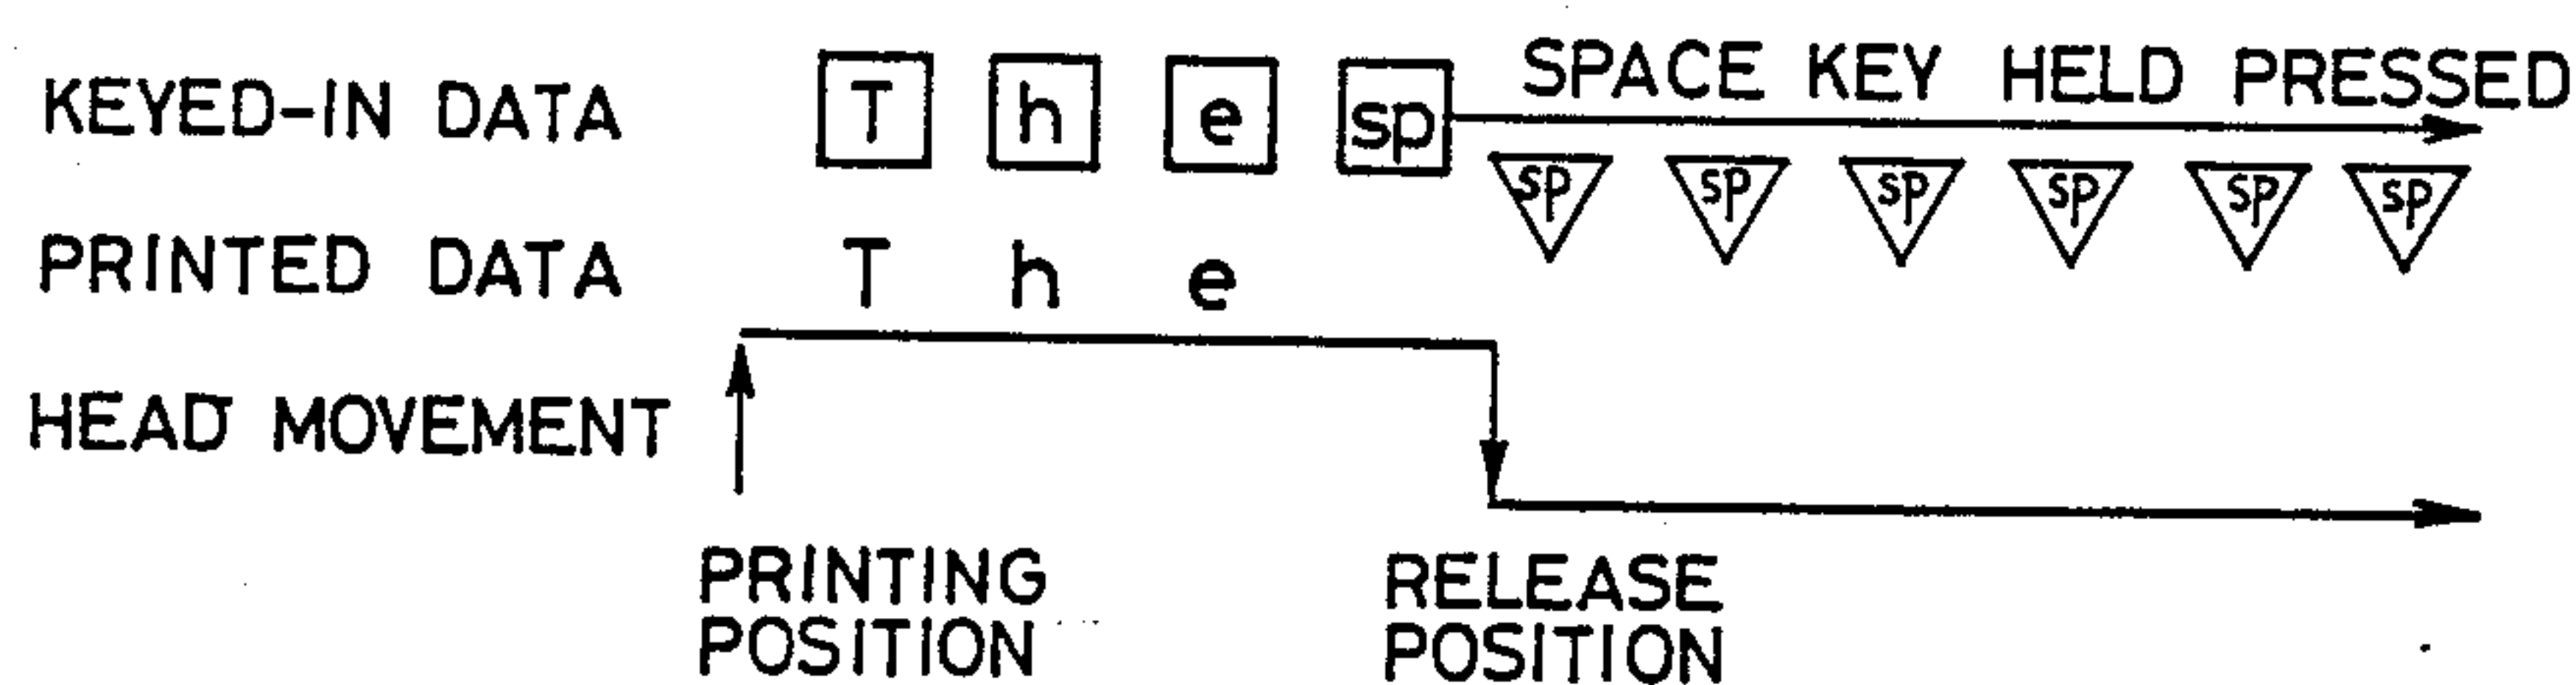 SPACE KEY HELD PRESSED
KEYED-IN DATA T h e sp
sp sp sp sp sp sp
PRINTED DATA T h e
HEAD MOVEMENT
PRINTING POSITION
RELEASE POSITION